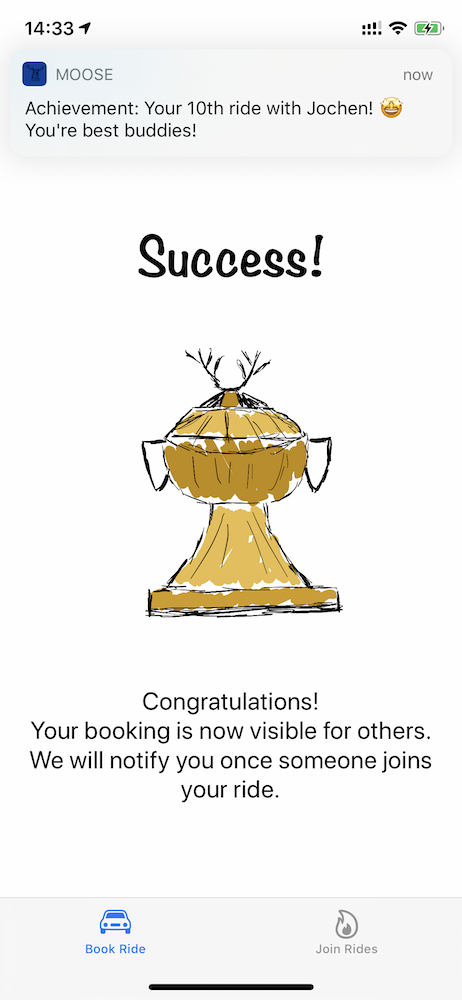 14:33
MOOSE now
Achievement: Your 10th ride with Jochen! 🤩
You're best buddies!
Success!
Congratulations!
Your booking is now visible for others.
We will notify you once someone joins
your ride.
Book Ride
Join Rides